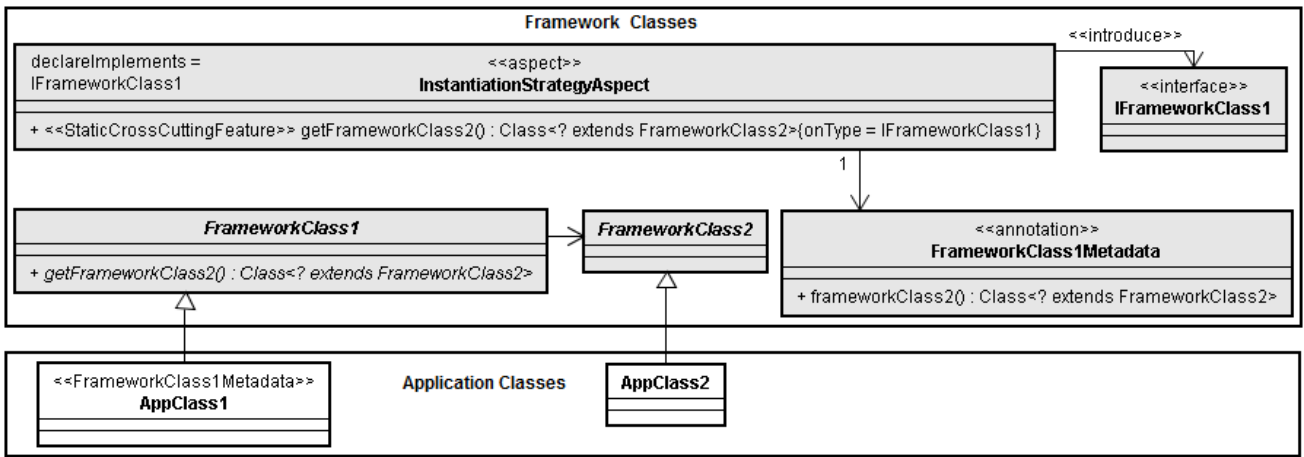 Framework Classes
<<introduce>>
declareImplements =
IFrameworkClass1
<<aspect>>
InstantiationStrategyAspect
+ <<StaticCrossCuttingFeature>> getFrameworkClass2() : Class<? extends FrameworkClass2>{onType = IFrameworkClass1}
<<interface>>
IFrameworkClass1
1
FrameworkClass1
+ getFrameworkClass2() : Class<? extends FrameworkClass2>
FrameworkClass2
<<annotation>>
FrameworkClass1Metadata
+ frameworkClass2() : Class<? extends FrameworkClass2>
<<FrameworkClass1Metadata>>
AppClass1
Application Classes
AppClass2